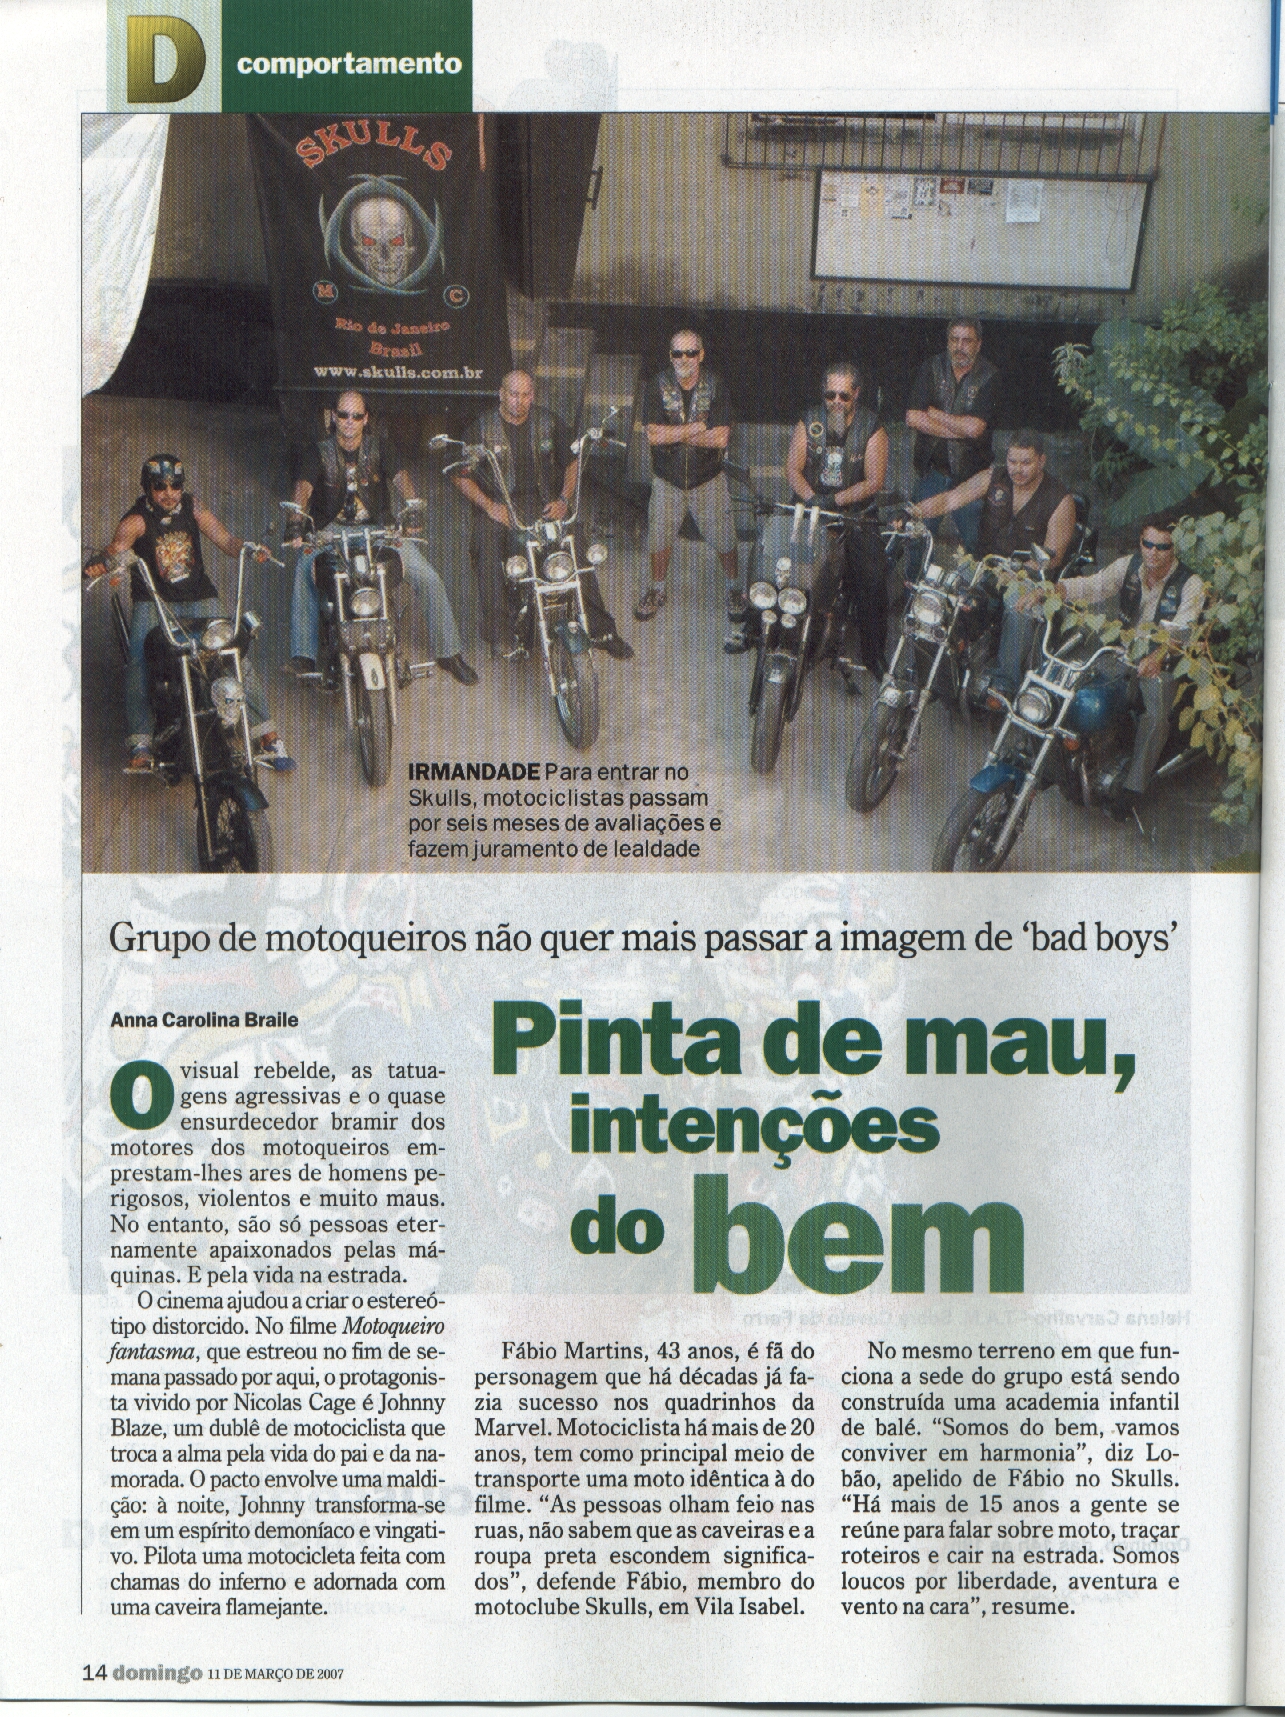 D comportamento
SKULLS
M C
Rio de Janeiro
Brasil
www.skulls.com.br
IRMANDADE Para entrar no
Skulls, motociclistas passam
por seis meses de avaliações e
fazem juramento de lealdade
Grupo de motoqueiros não quer mais passar a imagem de ‘bad boys’
Pinta de mau,
intenções
do bem
Anna Carolina Braile
O visual rebelde, as tatua-
gens agressivas e o quase
ensurdecedor bramir dos
motores dos motoqueiros em-
prestam-lhes ares de homens pe-
rigosos, violentos e muito maus.
No entanto, são só pessoas eter-
namente apaixonados pelas má-
quinas. E pela vida na estrada.
O cinema ajudou a criar o estereó-
tipo distorcido. No filme Motoqueiro
fantasma, que estreou no fim de se-
mana passado por aqui, o protagonis-
ta vivido por Nicolas Cage é Johnny
Blaze, um dublê de motociclista que
troca a alma pela vida do pai e da na-
morada. O pacto envolve uma maldi-
ção: à noite, Johnny transforma-se
em um espírito demoníaco e vingati-
vo. Pilota uma motocicleta feita com
chamas do inferno e adornada com
uma caveira flamejante.
Fábio Martins, 43 anos, é fã do
personagem que há décadas já fa-
zia sucesso nos quadrinhos da
Marvel. Motociclista há mais de 20
anos, tem como principal meio de
transporte uma moto idêntica à do
filme. “As pessoas olham feio nas
ruas, não sabem que as caveiras e a
roupa preta escondem significa-
dos”, defende Fábio, membro do
motoclube Skulls, em Vila Isabel.
No mesmo terreno em que fun-
ciona a sede do grupo está sendo
construída uma academia infantil
de balé. “Somos do bem, vamos
conviver em harmonia”, diz Lo-
bão, apelido de Fábio no Skulls.
“Há mais de 15 anos a gente se
reúne para falar sobre moto, traçar
roteiros e cair na estrada. Somos
loucos por liberdade, aventura e
vento na cara”, resume.
14 domingo 11 DE MARÇO DE 2007